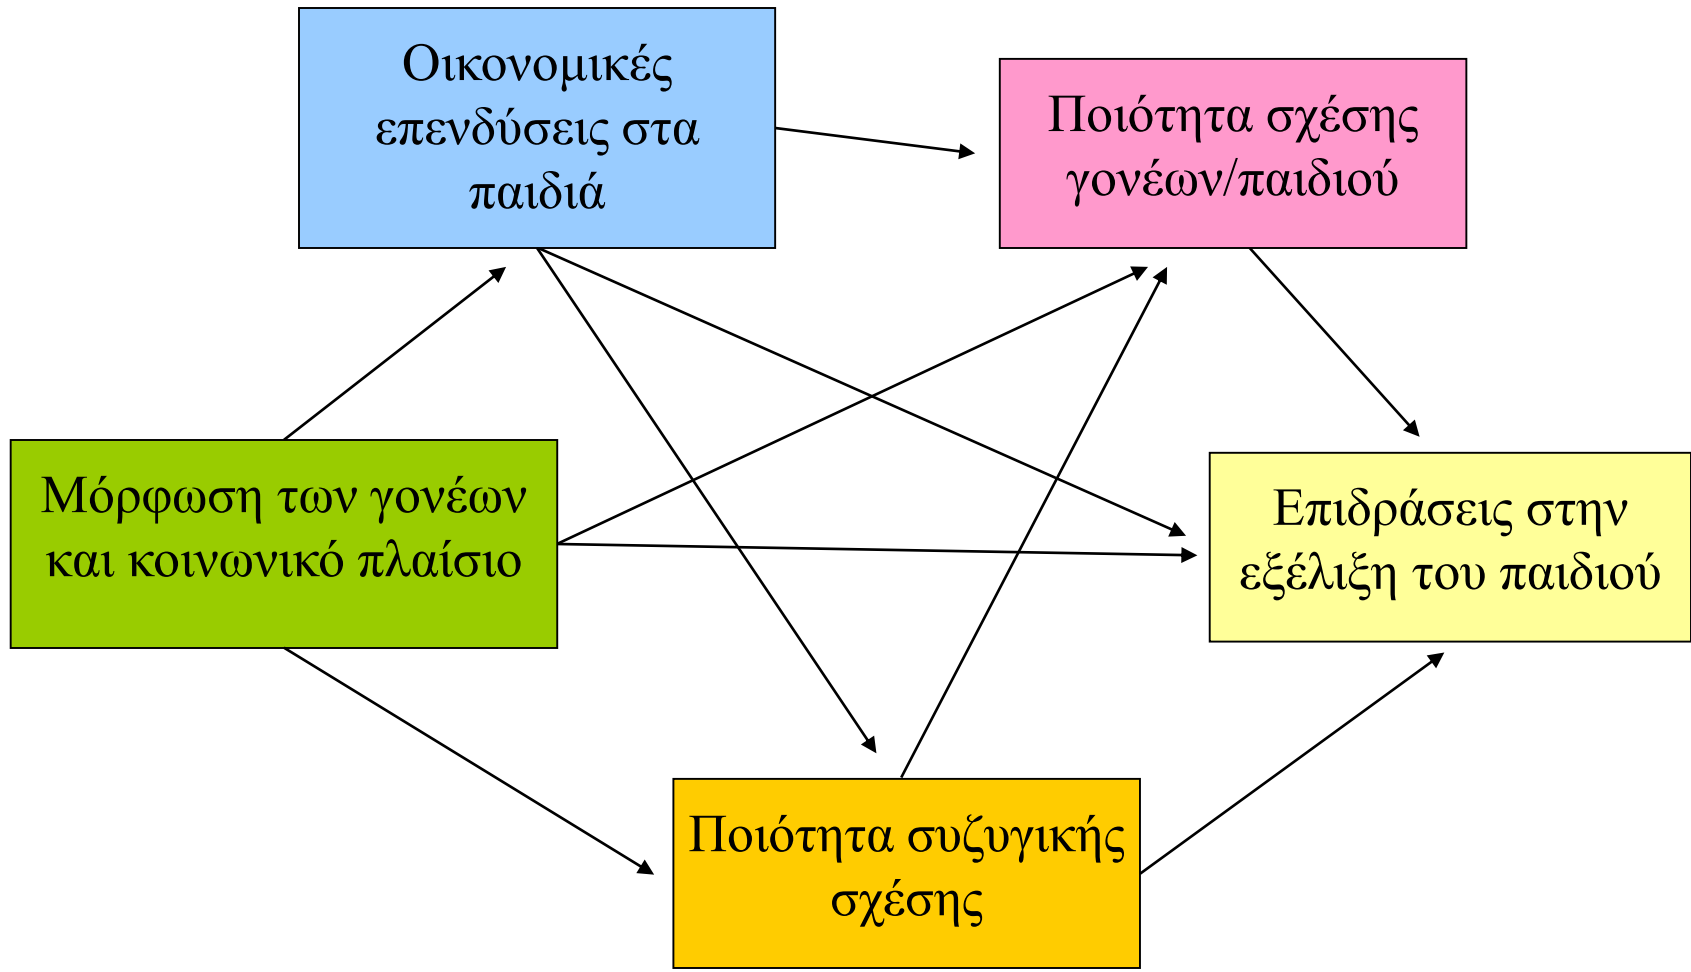 Οικονομικές
επενδύσεις στα
παιδιά
Ποιότητα σχέσης
γονέων/παιδιού
Μόρφωση των γονέων
και κοινωνικό πλαίσιο
Επιδράσεις στην
εξέλιξη του παιδιού
Ποιότητα συζυγικής
σχέσης